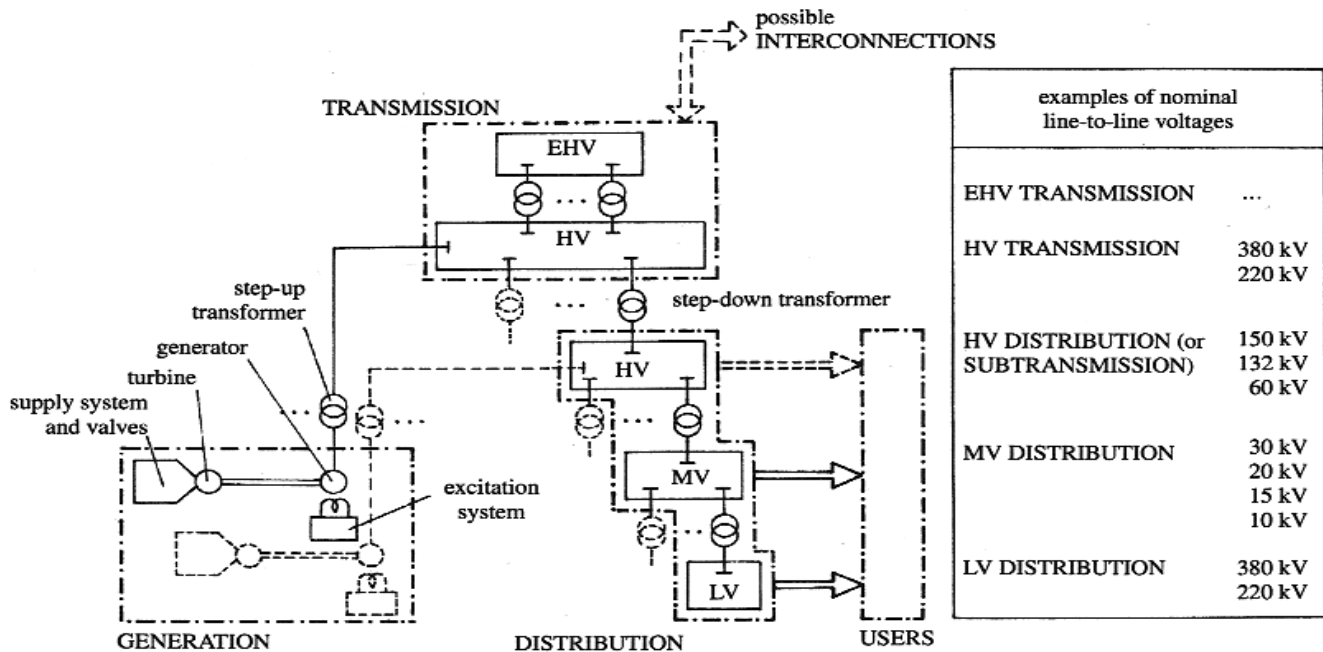 possible
INTERCONNECTIONS
TRANSMISSION
EHV
...
HV
step-up
transformer
...
step-down transformer
generator
turbine
supply system
and valves
...
...
HV
...
MV
excitation
system
...
LV
GENERATION
DISTRIBUTION
USERS
examples of nominal
line-to-line voltages
EHV TRANSMISSION ...
HV TRANSMISSION 380 kV
220 kV
HV DISTRIBUTION (or 150 kV
SUBTRANSMISSION) 132 kV
60 kV
MV DISTRIBUTION 30 kV
20 kV
15 kV
10 kV
LV DISTRIBUTION 380 kV
220 kV